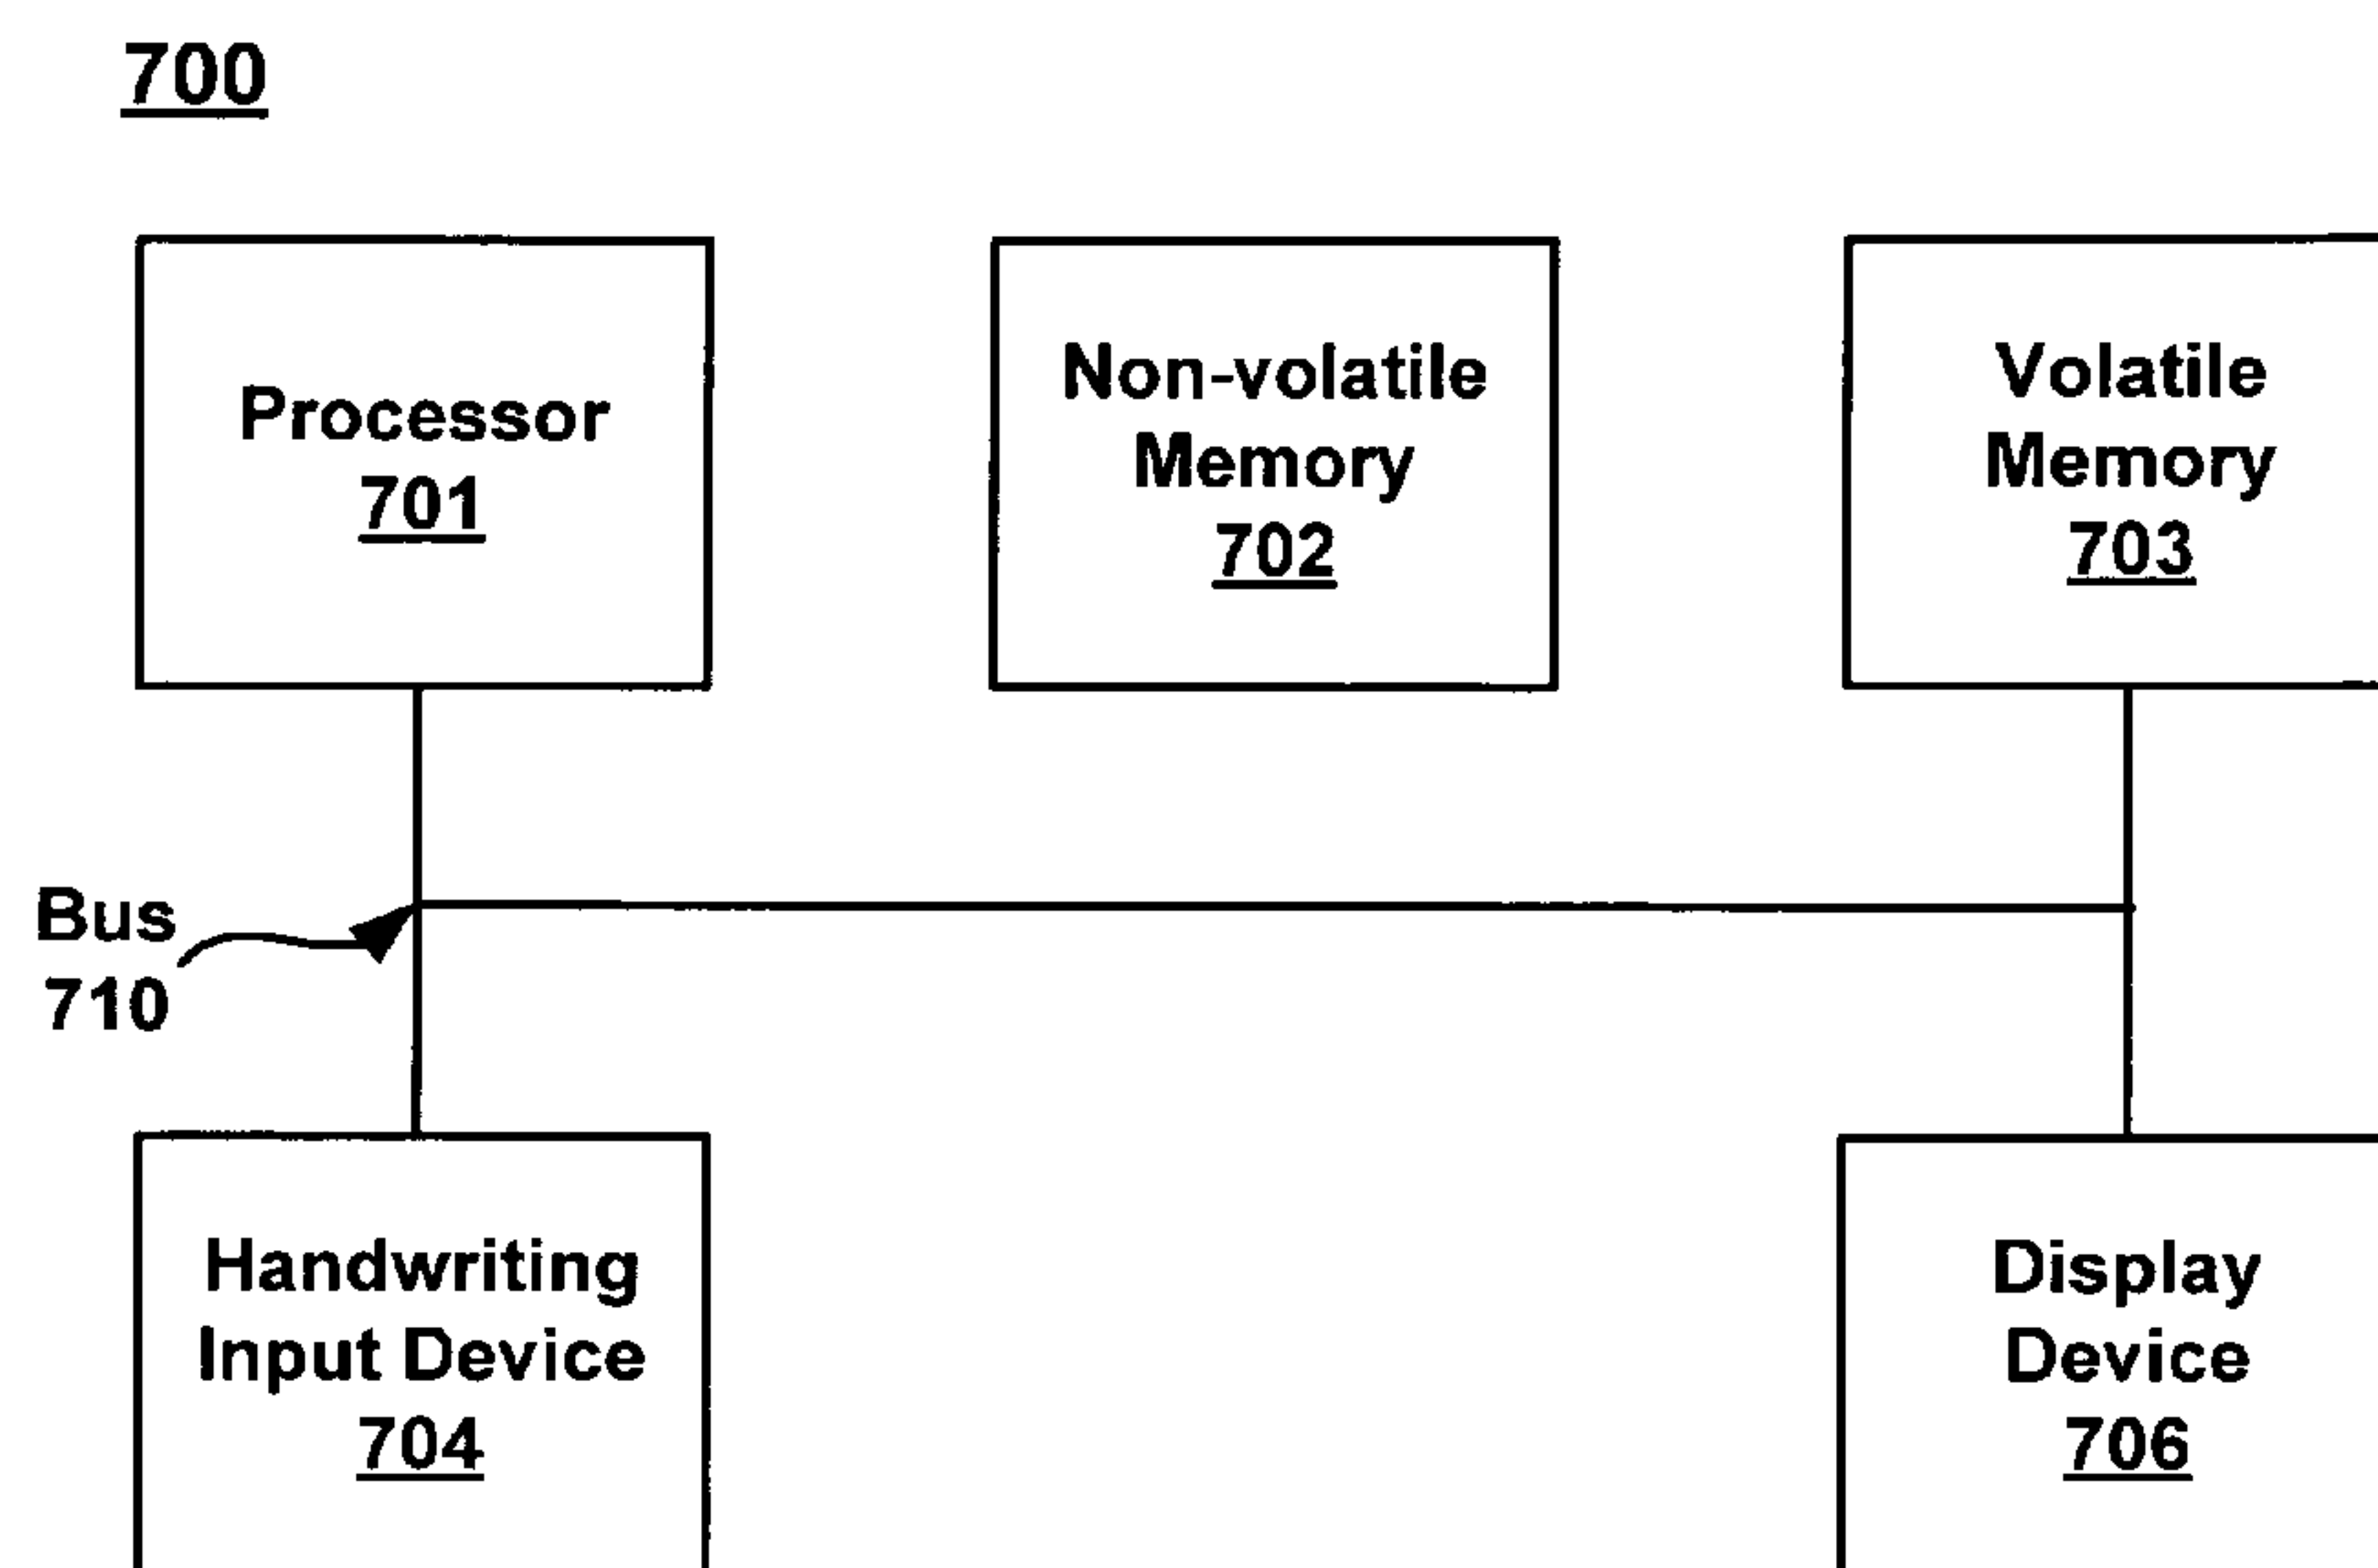 700
Processor
701
Non-volatile
Memory
702
Volatile
Memory
703
Bus
710
Handwriting
Input Device
704
Display
Device
706